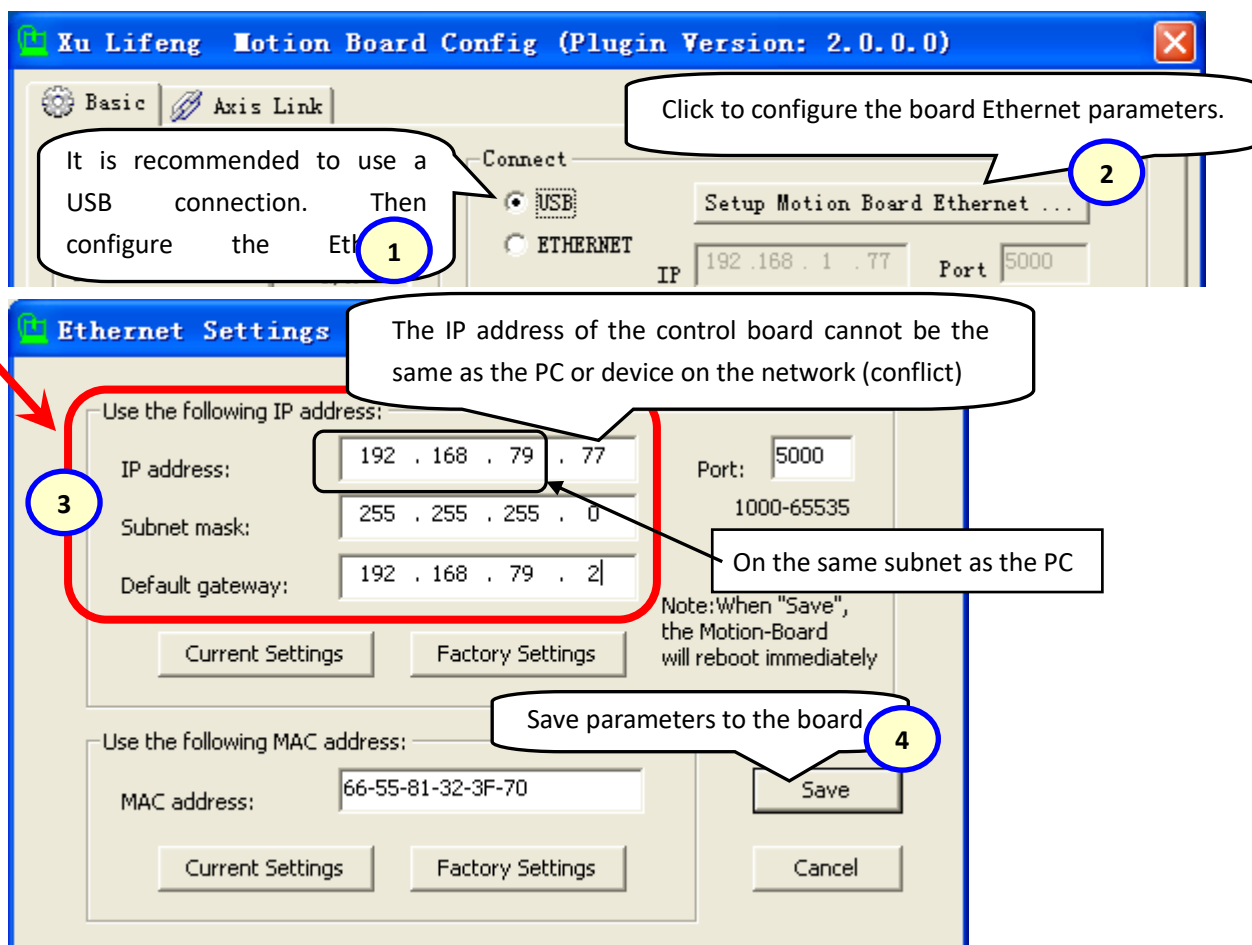 Xu Lifeng Motion Board Config (Plugin Version: 2.0.0.0)
Basic
Axis Link
Click to configure the board Ethernet parameters.
2
It is recommended to use a
USB connection. Then
configure the
1
Connect
USB
Setup Motion Board Ethernet ...
ETHERNET
IP
192 .168 . 1 .77
Port
5000
Ethernet Settings
The IP address of the control board cannot be the
same as the PC or device on the network (conflict)
Use the following IP address:
IP address:
192 . 168 . 79 . 77
Port:
5000
1000-65535
3
Subnet mask:
255 . 255 . 255 . 0
On the same subnet as the PC
Default gateway:
192 . 168 . 79 . 2
Note:When "Save",
the Motion-Board
will reboot immediately
Current Settings
Factory Settings
Save parameters to the board
4
Use the following MAC address:
MAC address:
66-55-81-32-3F-70
Save
Current Settings
Factory Settings
Cancel